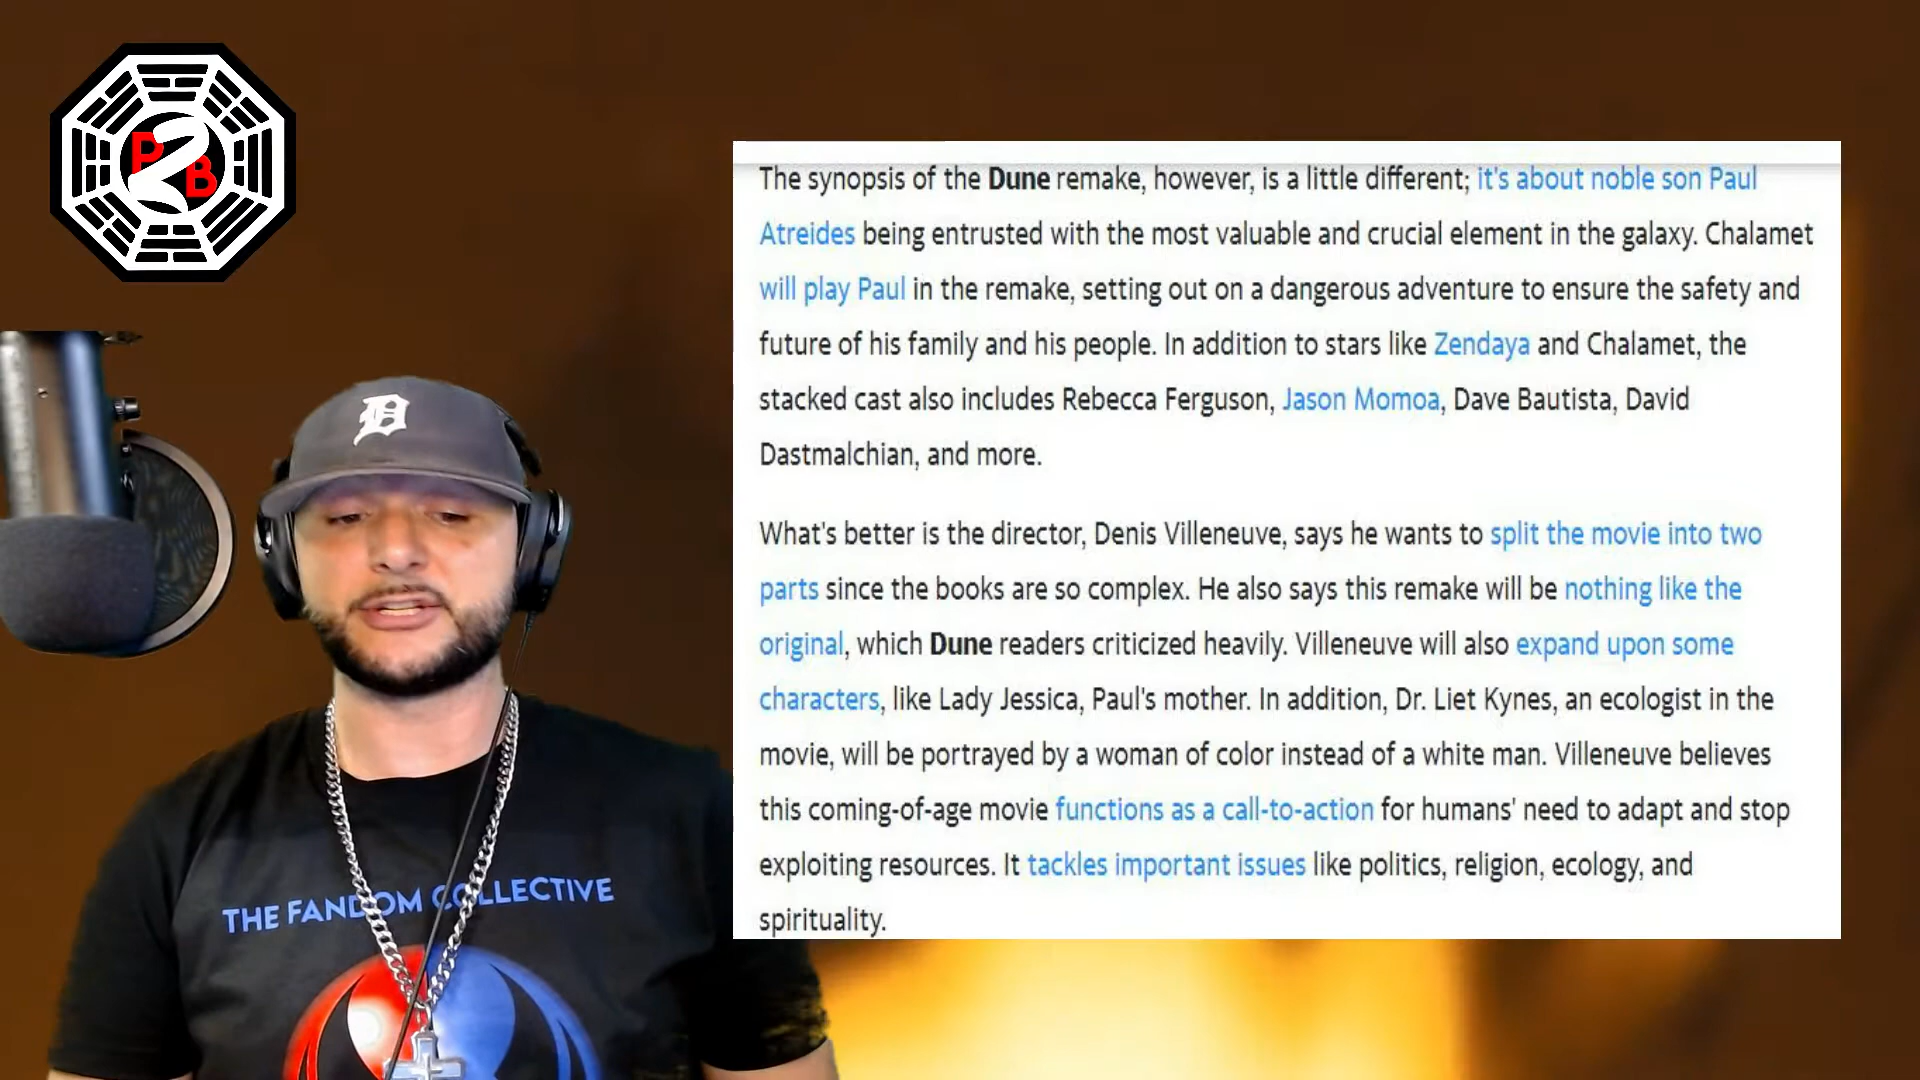 P2B
The synopsis of the Dune remake, however, is a little different; it's about noble son Paul
Atreides being entrusted with the most valuable and crucial element in the galaxy. Chalamet
will play Paul in the remake, setting out on a dangerous adventure to ensure the safety and
future of his family and his people. In addition to stars like Zendaya and Chalamet, the
stacked cast also includes Rebecca Ferguson, Jason Momoa, Dave Bautista, David
Dastmalchian, and more.
What's better is the director, Denis Villeneuve, says he wants to split the movie into two
parts since the books are so complex. He also says this remake will be nothing like the
original, which Dune readers criticized heavily. Villeneuve will also expand upon some
characters, like Lady Jessica, Paul's mother. In addition, Dr. Liet Kynes, an ecologist in the
movie, will be portrayed by a woman of color instead of a white man. Villeneuve believes
this coming-of-age movie functions as a call-to-action for humans' need to adapt and stop
exploiting resources. It tackles important issues like politics, religion, ecology, and
spirituality.
D
THE FANDOM COLLECTIVE